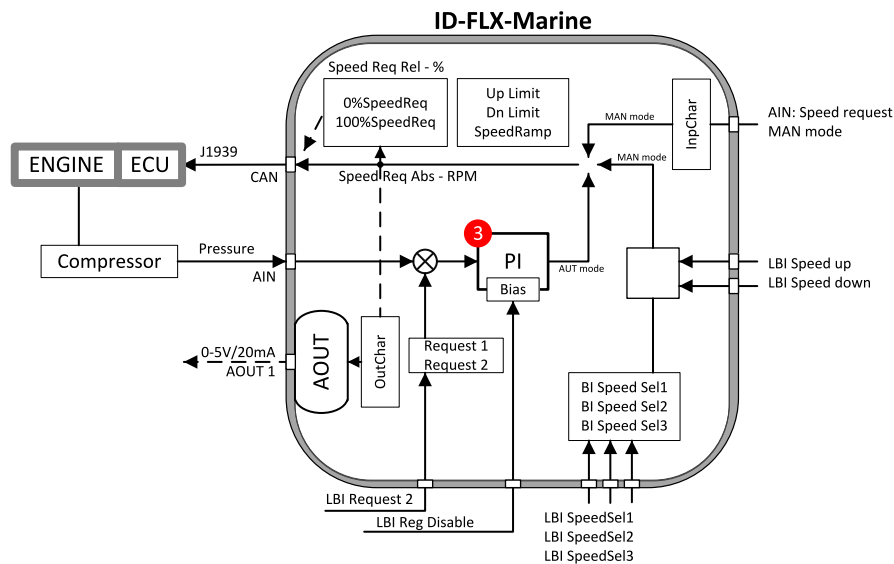 ID-FLX-Marine
Speed Req Rel - %
0%SpeedReq
100%SpeedReq
Up Limit
Dn Limit
SpeedRamp
MAN mode
InpChar
AIN: Speed request
MAN mode
ENGINE
ECU
J1939
CAN
Speed Req Abs - RPM
MAN mode
3
PI
Bias
AUT mode
Compressor
Pressure
AIN
LBI Speed up
LBI Speed down
0-5V/20mA
AOUT 1
AOUT
OutChar
Request 1
Request 2
BI Speed Sel1
BI Speed Sel2
BI Speed Sel3
LBI Request 2
LBI Reg Disable
LBI SpeedSel1
LBI SpeedSel2
LBI SpeedSel3